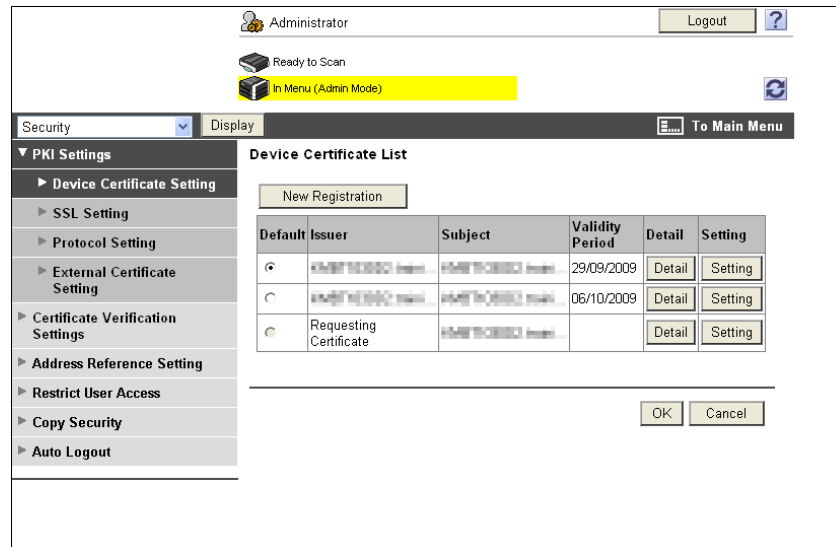 Administrator
Logout
?
Ready to Scan
In Menu (Admin Mode)
Security
Display
To Main Menu
PKI Settings
Device Certificate Setting
SSL Setting
Protocol Setting
External Certificate
Setting
Certificate Verification
Settings
Address Reference Setting
Restrict User Access
Copy Security
Auto Logout
Device Certificate List
New Registration
Default Issuer Subject Validity Period Detail Setting
29/09/2009 Detail Setting
06/10/2009 Detail Setting
Requesting
Certificate
Detail Setting
OK Cancel